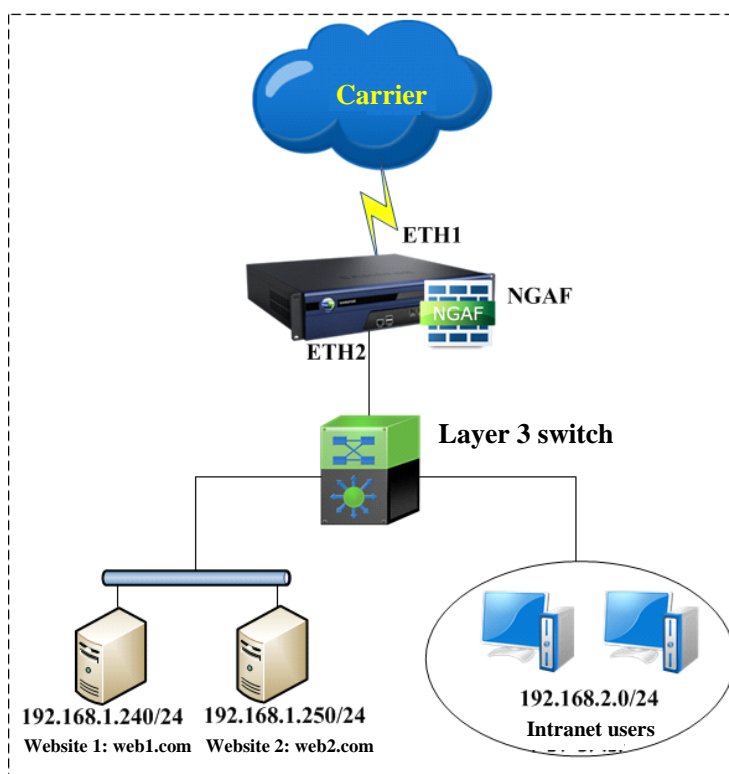 Carrier
ETH1
NGAF
NGAF
ETH2
Layer 3 switch
192.168.1.240/24
192.168.1.250/24
Website 1: web1.com
Website 2: web2.com
192.168.2.0/24
Intranet users